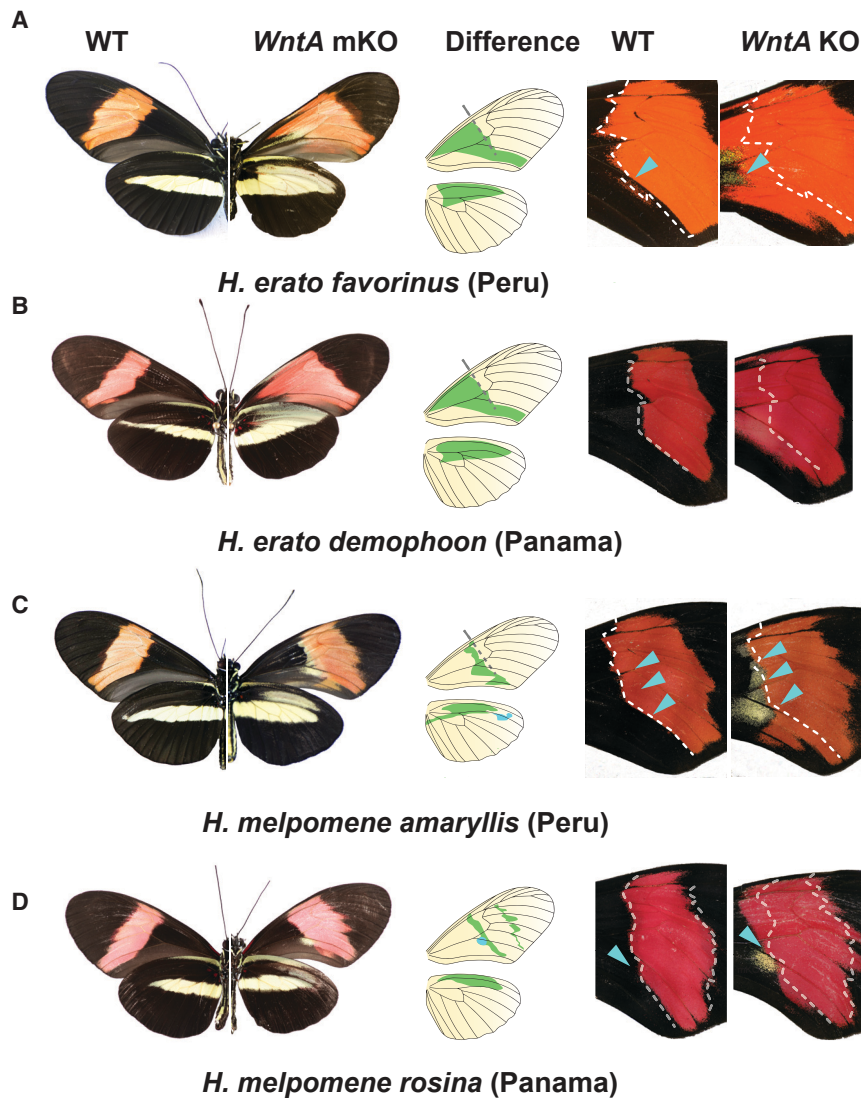 A
WT WntA mKO Difference WT WntA KO
H. erato favorinus (Peru)
B
H. erato demophoon (Panama)
C
H. melpomene amaryllis (Peru)
D
H. melpomene rosina (Panama)